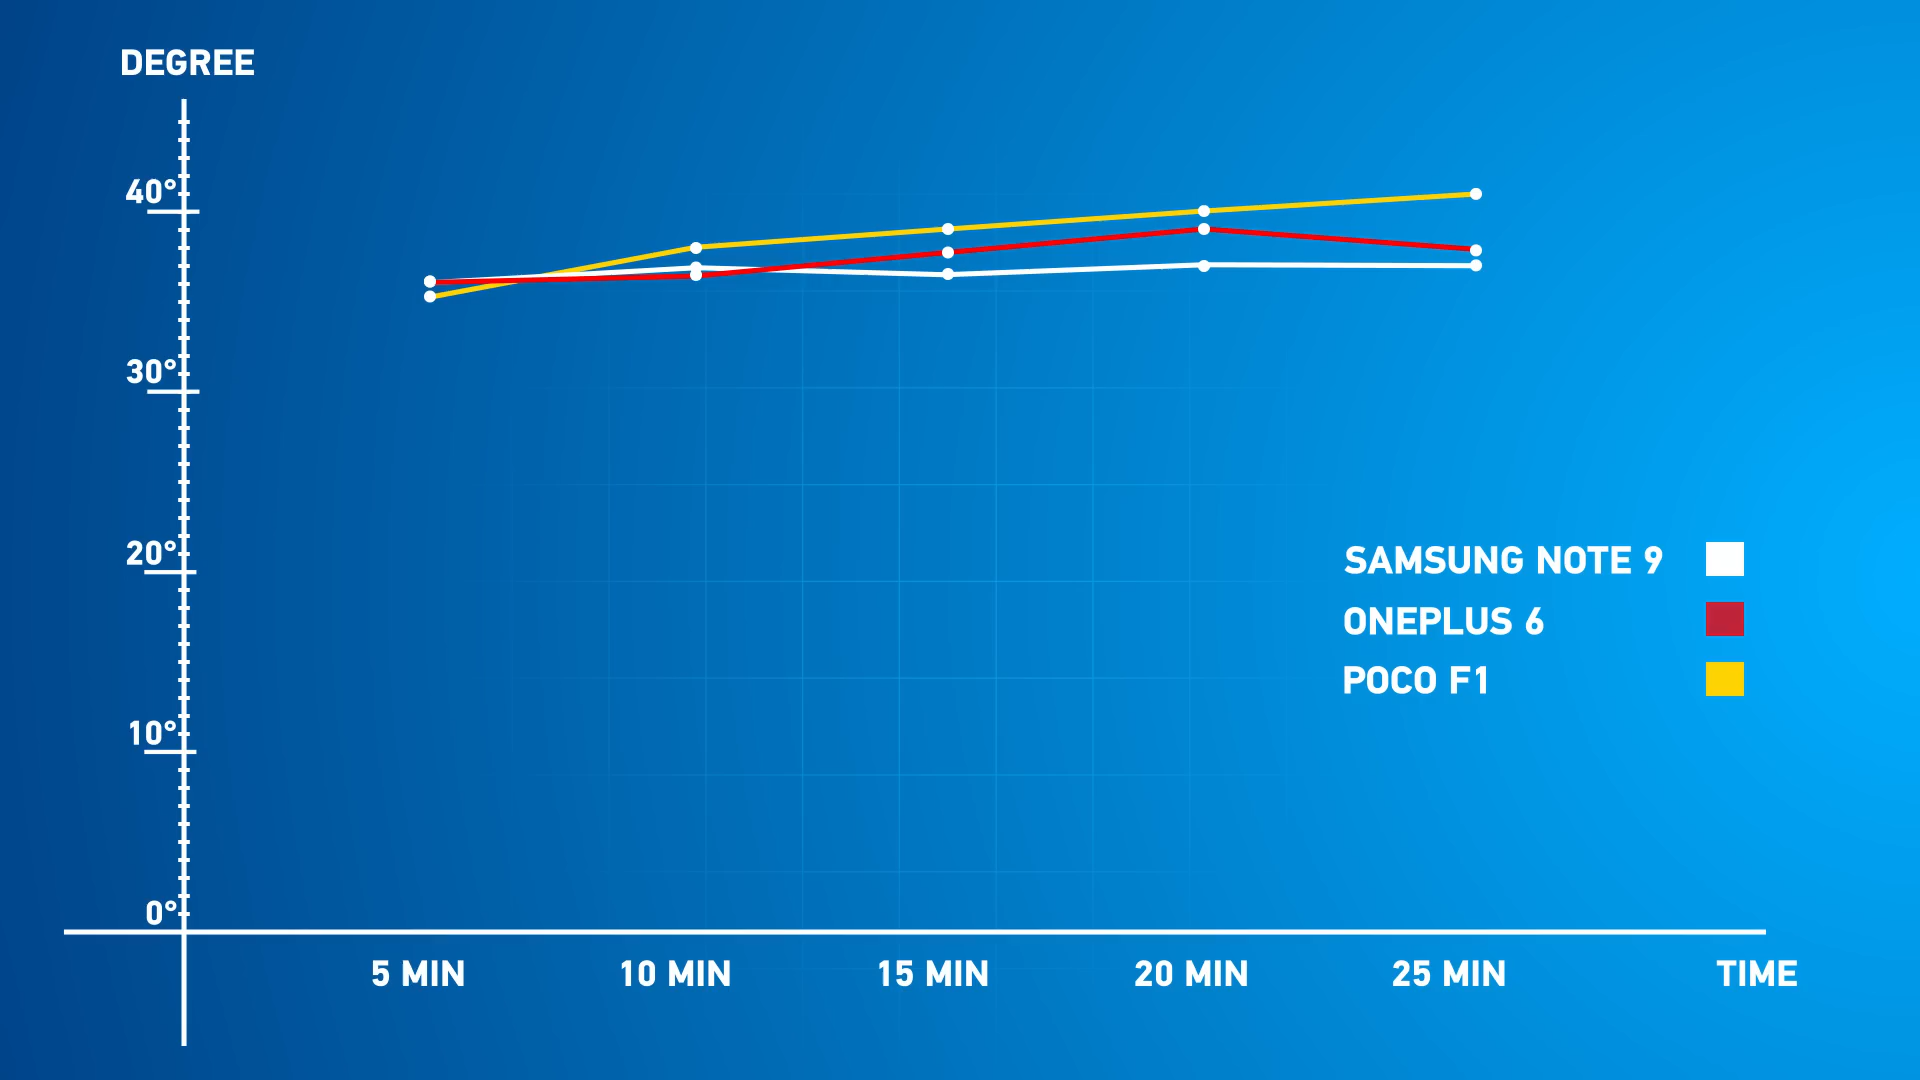 DEGREE
40°
30°
20°
10°
0°
SAMSUNG NOTE 9
ONEPLUS 6
POCO F1
5 MIN
10 MIN
15 MIN
20 MIN
25 MIN
TIME